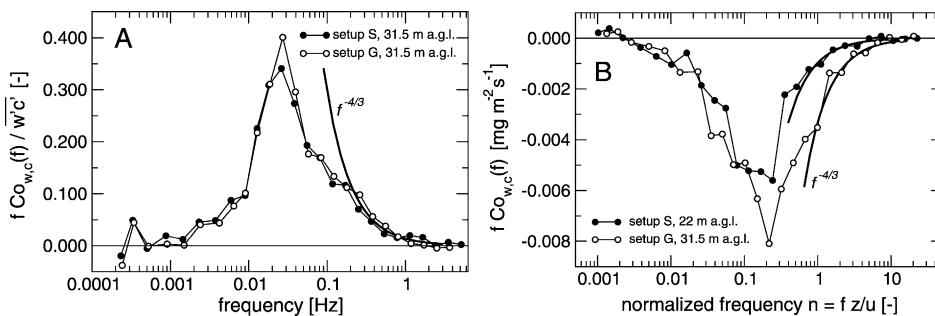 A
setup S, 31.5 m a.g.l.
setup G, 31.5 m a.g.l.
f^-4/3
f Co_w,c(f) / w'c' [-]
0.400
0.300
0.200
0.100
0.000
0.0001 0.001 0.01 0.1 1
frequency [Hz]
B
f^-4/3
setup S, 22 m a.g.l.
setup G, 31.5 m a.g.l.
f Co_w,c(f) [mg m^-2 s^-1]
0.000
-0.002
-0.004
-0.006
-0.008
0.001 0.01 0.1 1 10
normalized frequency n = f z/u [-]